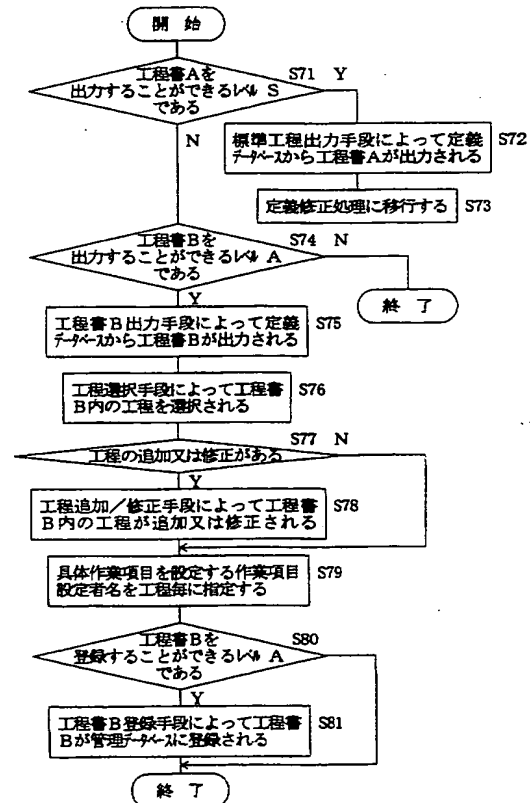 開始
工程書Aを
出力することができるレベル S
である
S71
Y
N
標準工程出力手段によって定義
データベースから工程書Aが出力される
S72
定義修正処理に移行する
S73
工程書Bを
出力することができるレベル A
である
S74
N
Y
終了
工程書B出力手段によって定義
データベースから工程書Bが出力される
S75
工程選択手段によって工程書
B内の工程を選択される
S76
工程の追加又は修正がある
S77
N
Y
工程追加/修正手段によって工程書
B内の工程が追加又は修正される
S78
具体作業項目を設定する作業項目
設定者名を工程毎に指定する
S79
工程書Bを
登録することができるレベル A
である
S80
Y
工程書B登録手段によって工程書
Bが管理データベースに登録される
S81
終了